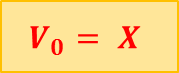 V₀ = X